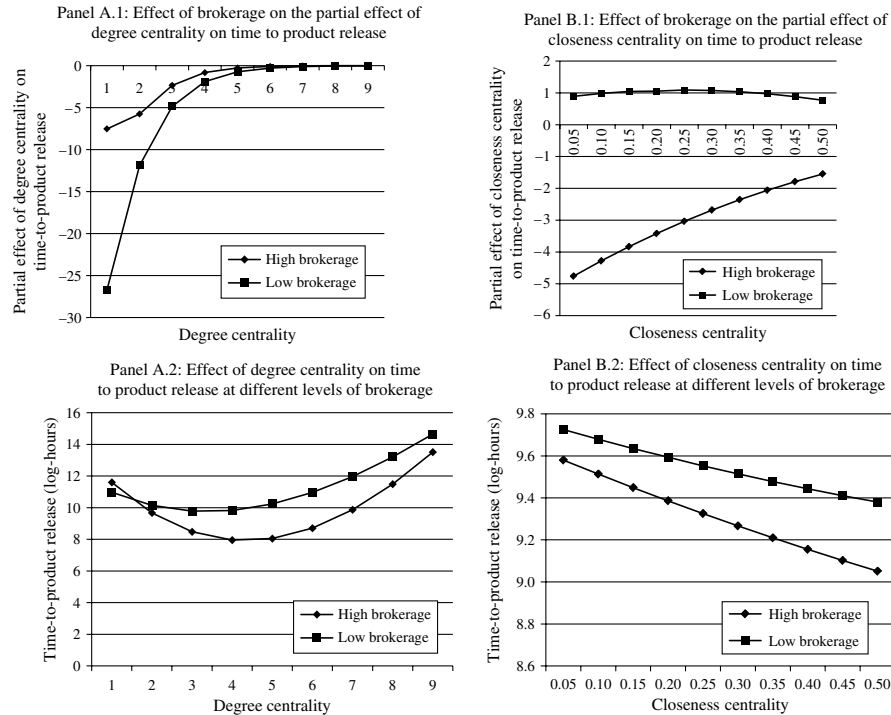 Panel A.1: Effect of brokerage on the partial effect of
degree centrality on time to product release
0
–5
–10
–15
–20
–25
–30
1 2 3 4 5 6 7 8 9
Partial effect of degree centrality on
time-to-product release
High brokerage
Low brokerage
Degree centrality
Panel B.1: Effect of brokerage on the partial effect of
closeness centrality on time to product release
2
1
0
–1
–2
–3
–4
–5
–6
0.05 0.10 0.15 0.20 0.25 0.30 0.35 0.40 0.45 0.50
Partial effect of closeness centrality
on time-to-product release
High brokerage
Low brokerage
Closeness centrality
Panel A.2: Effect of degree centrality on time
to product release at different levels of brokerage
16
14
12
10
8
6
4
2
0
Time-to-product release (log-hours)
High brokerage
Low brokerage
1 2 3 4 5 6 7 8 9
Degree centrality
Panel B.2: Effect of closeness centrality on time
to product release at different levels of brokerage
9.8
9.6
9.4
9.2
9.0
8.8
8.6
Time-to-product release (log-hours)
High brokerage
Low brokerage
0.05 0.10 0.15 0.20 0.25 0.30 0.35 0.40 0.45 0.50
Closeness centrality